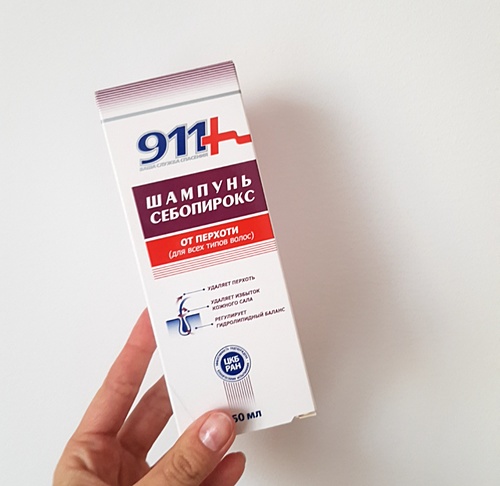 911+
ВАША СЛУЖБА СПАСЕНИЯ
ШАМПУНЬ
СЕБОПИРОКС
ОТ ПЕРХОТИ
(для всех типов волос)
УДАЛЯЕТ ПЕРХОТЬ
УДАЛЯЕТ ИЗБЫТОК
КОЖНОГО САЛА
РЕГУЛИРУЕТ
ГИДРОЛИПИДНЫЙ БАЛАНС
ЦКБ
РАН
50 мл